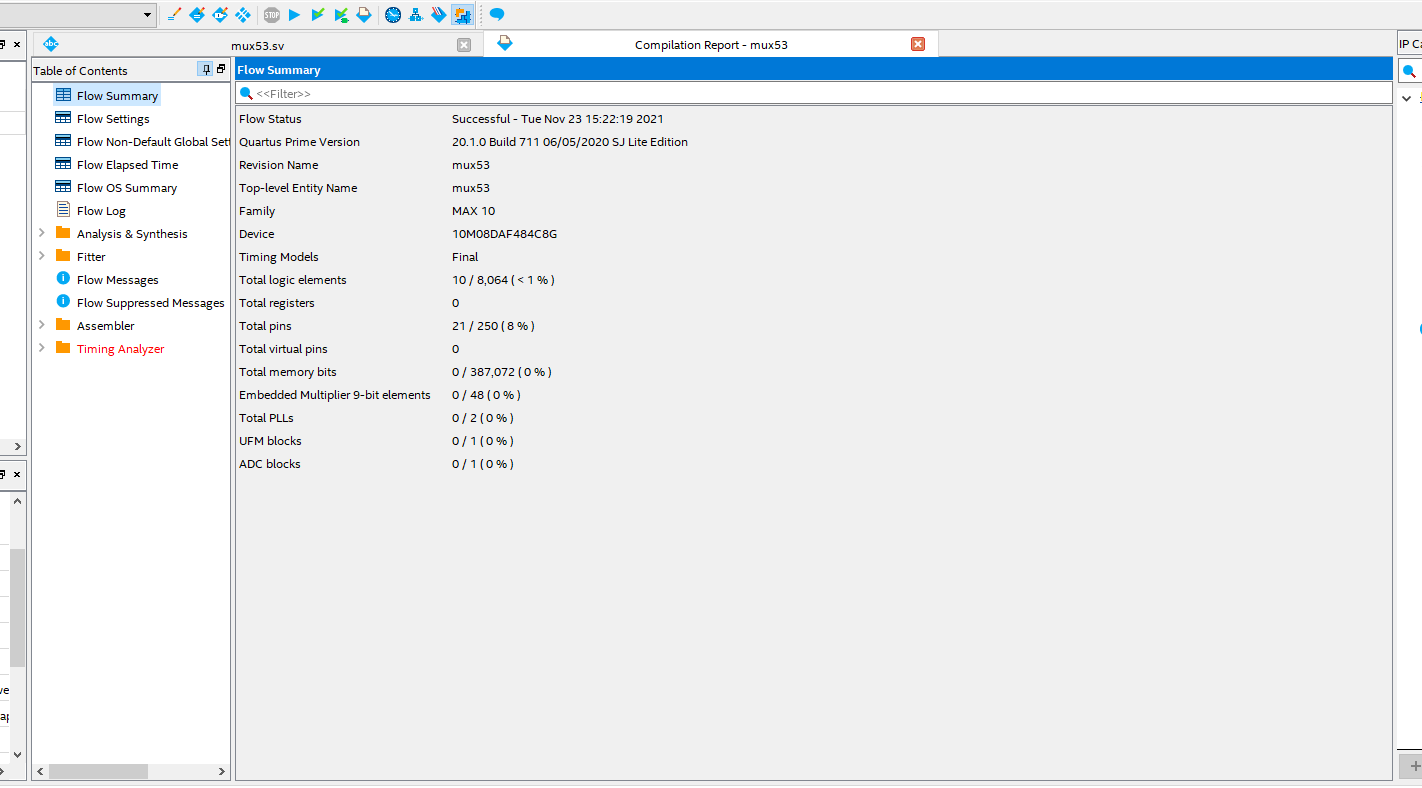 STOP
abc
mux53.sv
Compilation Report - mux53
IP Ca
Table of Contents
Flow Summary
Flow Settings
Flow Non-Default Global Sett
Flow Elapsed Time
Flow OS Summary
Flow Log
Analysis & Synthesis
Fitter
Flow Messages
Flow Suppressed Messages
Assembler
Timing Analyzer
Flow Summary
<<Filter>>
Flow Status Successful - Tue Nov 23 15:22:19 2021
Quartus Prime Version 20.1.0 Build 711 06/05/2020 SJ Lite Edition
Revision Name mux53
Top-level Entity Name mux53
Family MAX 10
Device 10M08DAF484C8G
Timing Models Final
Total logic elements 10 / 8,064 ( < 1 % )
Total registers 0
Total pins 21 / 250 ( 8 % )
Total virtual pins 0
Total memory bits 0 / 387,072 ( 0 % )
Embedded Multiplier 9-bit elements 0 / 48 ( 0 % )
Total PLLs 0 / 2 ( 0 % )
UFM blocks 0 / 1 ( 0 % )
ADC blocks 0 / 1 ( 0 % )